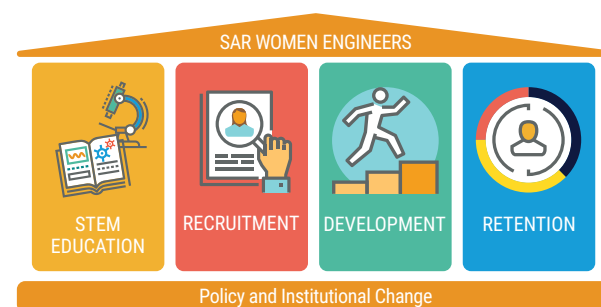 SAR WOMEN ENGINEERS
STEM
EDUCATION
RECRUITMENT
DEVELOPMENT
RETENTION
Policy and Institutional Change